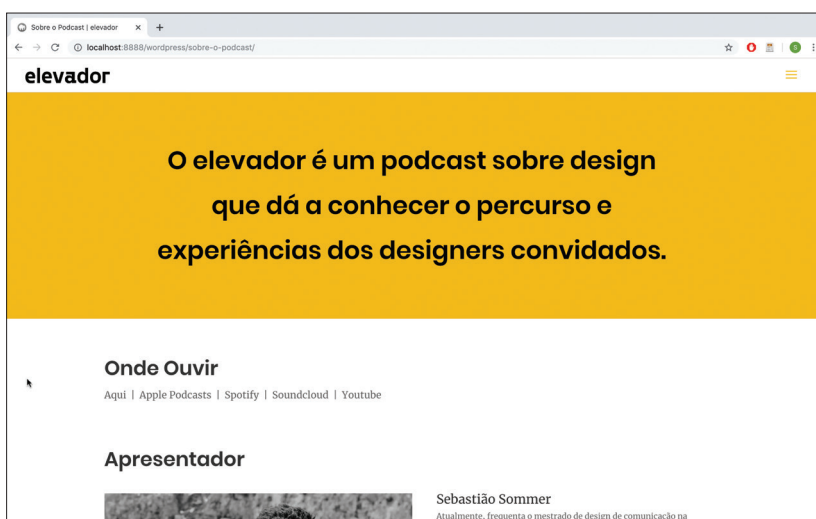 Sobre o Podcast | elevador
localhost:8888/wordpress/sobre-o-podcast/
elevador
O elevador é um podcast sobre design
que dá a conhecer o percurso e
experiências dos designers convidados.
Onde Ouvir
Aqui | Apple Podcasts | Spotify | Soundcloud | Youtube
Apresentador
Sebastião Sommer
Atualmente, frequenta o mestrado de design de comunicação na